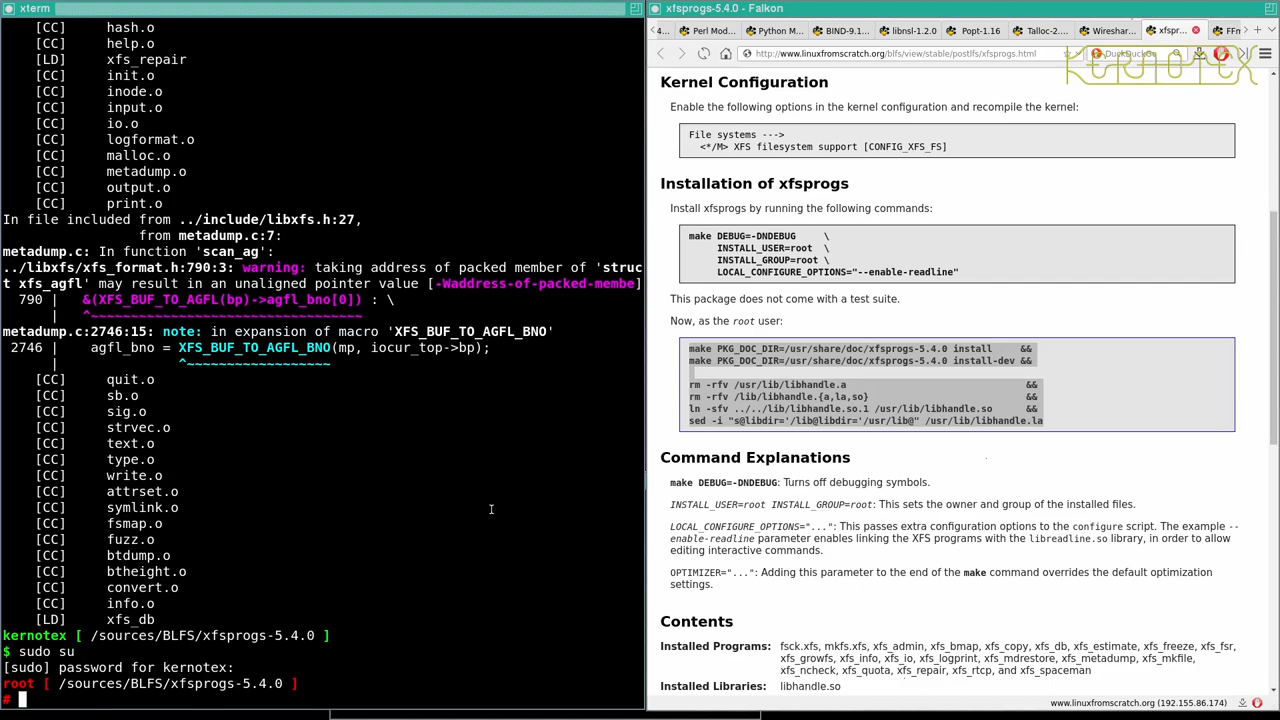 xterm
[CC]     hash.o
[CC]     help.o
[LD]     xfs_repair
[CC]     init.o
[CC]     inode.o
[CC]     input.o
[CC]     io.o
[CC]     logformat.o
[CC]     malloc.o
[CC]     metadump.o
[CC]     output.o
[CC]     print.o
In file included from ../include/libxfs.h:27,
                 from metadump.c:7:
metadump.c: In function 'scan_ag':
../libxfs/xfs_format.h:790:3: warning: taking address of packed member of 'struc
t xfs_agfl' may result in an unaligned pointer value [-Waddress-of-packed-membe]
  790 |   &(XFS_BUF_TO_AGFL(bp)->agfl_bno[0]) : \
      |   ^~~~~~~~~~~~~~~~~~~~~~~~~~~~~~~~~~~
metadump.c:2746:15: note: in expansion of macro 'XFS_BUF_TO_AGFL_BNO'
 2746 |    agfl_bno = XFS_BUF_TO_AGFL_BNO(mp, iocur_top->bp);
      |               ^~~~~~~~~~~~~~~~~~~
[CC]     quit.o
[CC]     sb.o
[CC]     sig.o
[CC]     strvec.o
[CC]     text.o
[CC]     type.o
[CC]     write.o
[CC]     attrset.o
[CC]     symlink.o
[CC]     fsmap.o
[CC]     fuzz.o
[CC]     btdump.o
[CC]     btheight.o
[CC]     convert.o
[CC]     info.o
[LD]     xfs_db
kernotex [ /sources/BLFS/xfsprogs-5.4.0 ]
$ sudo su
[sudo] password for kernotex:
root [ /sources/BLFS/xfsprogs-5.4.0 ]
#
xfsprogs-5.4.0 - Falkon
4... Perl Mod... Python M... BIND-9.1... libnsl-1.2.0 Popt-1.16 Talloc-2.... Wireshar... xfspr... FFn
http://www.linuxfromscratch.org/blfs/view/stable/postlfs/xfsprogs.html DuckDuckGo
KERNOTEX
Kernel Configuration
Enable the following options in the kernel configuration and recompile the kernel:
File systems --->
  <*/M> XFS filesystem support [CONFIG_XFS_FS]
Installation of xfsprogs
Install xfsprogs by running the following commands:
make DEBUG=-DNDEBUG     \
     INSTALL_USER=root  \
     INSTALL_GROUP=root \
     LOCAL_CONFIGURE_OPTIONS="--enable-readline"
This package does not come with a test suite.
Now, as the root user:
make PKG_DOC_DIR=/usr/share/doc/xfsprogs-5.4.0 install     &&
make PKG_DOC_DIR=/usr/share/doc/xfsprogs-5.4.0 install-dev &&
rm -rfv /usr/lib/libhandle.a                                &&
rm -rfv /lib/libhandle.{a,la,so}                            &&
ln -sfv ../../lib/libhandle.so.1 /usr/lib/libhandle.so      &&
sed -i "s@libdir='/lib@libdir='/usr/lib@" /usr/lib/libhandle.la
Command Explanations
make DEBUG=-DNDEBUG: Turns off debugging symbols.
INSTALL_USER=root INSTALL_GROUP=root: This sets the owner and group of the installed files.
LOCAL_CONFIGURE_OPTIONS="...": This passes extra configuration options to the configure script. The example --
enable-readline parameter enables linking the XFS programs with the libreadline.so library, in order to allow
editing interactive commands.
OPTIMIZER="...": Adding this parameter to the end of the make command overrides the default optimization
settings.
Contents
Installed Programs: fsck.xfs, mkfs.xfs, xfs_admin, xfs_bmap, xfs_copy, xfs_db, xfs_estimate, xfs_freeze, xfs_fsr,
xfs_growfs, xfs_info, xfs_io, xfs_logprint, xfs_mdrestore, xfs_metadump, xfs_mkfile,
xfs_ncheck, xfs_quota, xfs_repair, xfs_rtcp, and xfs_spaceman
Installed Libraries: libhandle.so
www.linuxfromscratch.org (192.155.86.174)